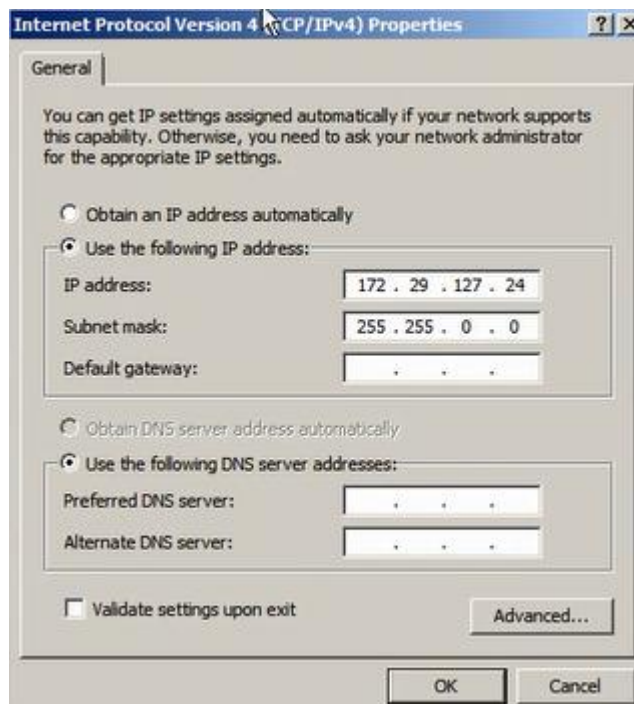 Internet Protocol Version 4 (TCP/IPv4) Properties
General
You can get IP settings assigned automatically if your network supports
this capability. Otherwise, you need to ask your network administrator
for the appropriate IP settings.
Obtain an IP address automatically
Use the following IP address:
IP address: 172 . 29 . 127 . 24
Subnet mask: 255 . 255 . 0 . 0
Default gateway: . . .
Obtain DNS server address automatically
Use the following DNS server addresses:
Preferred DNS server: . . .
Alternate DNS server: . . .
Validate settings upon exit
Advanced...
OK Cancel